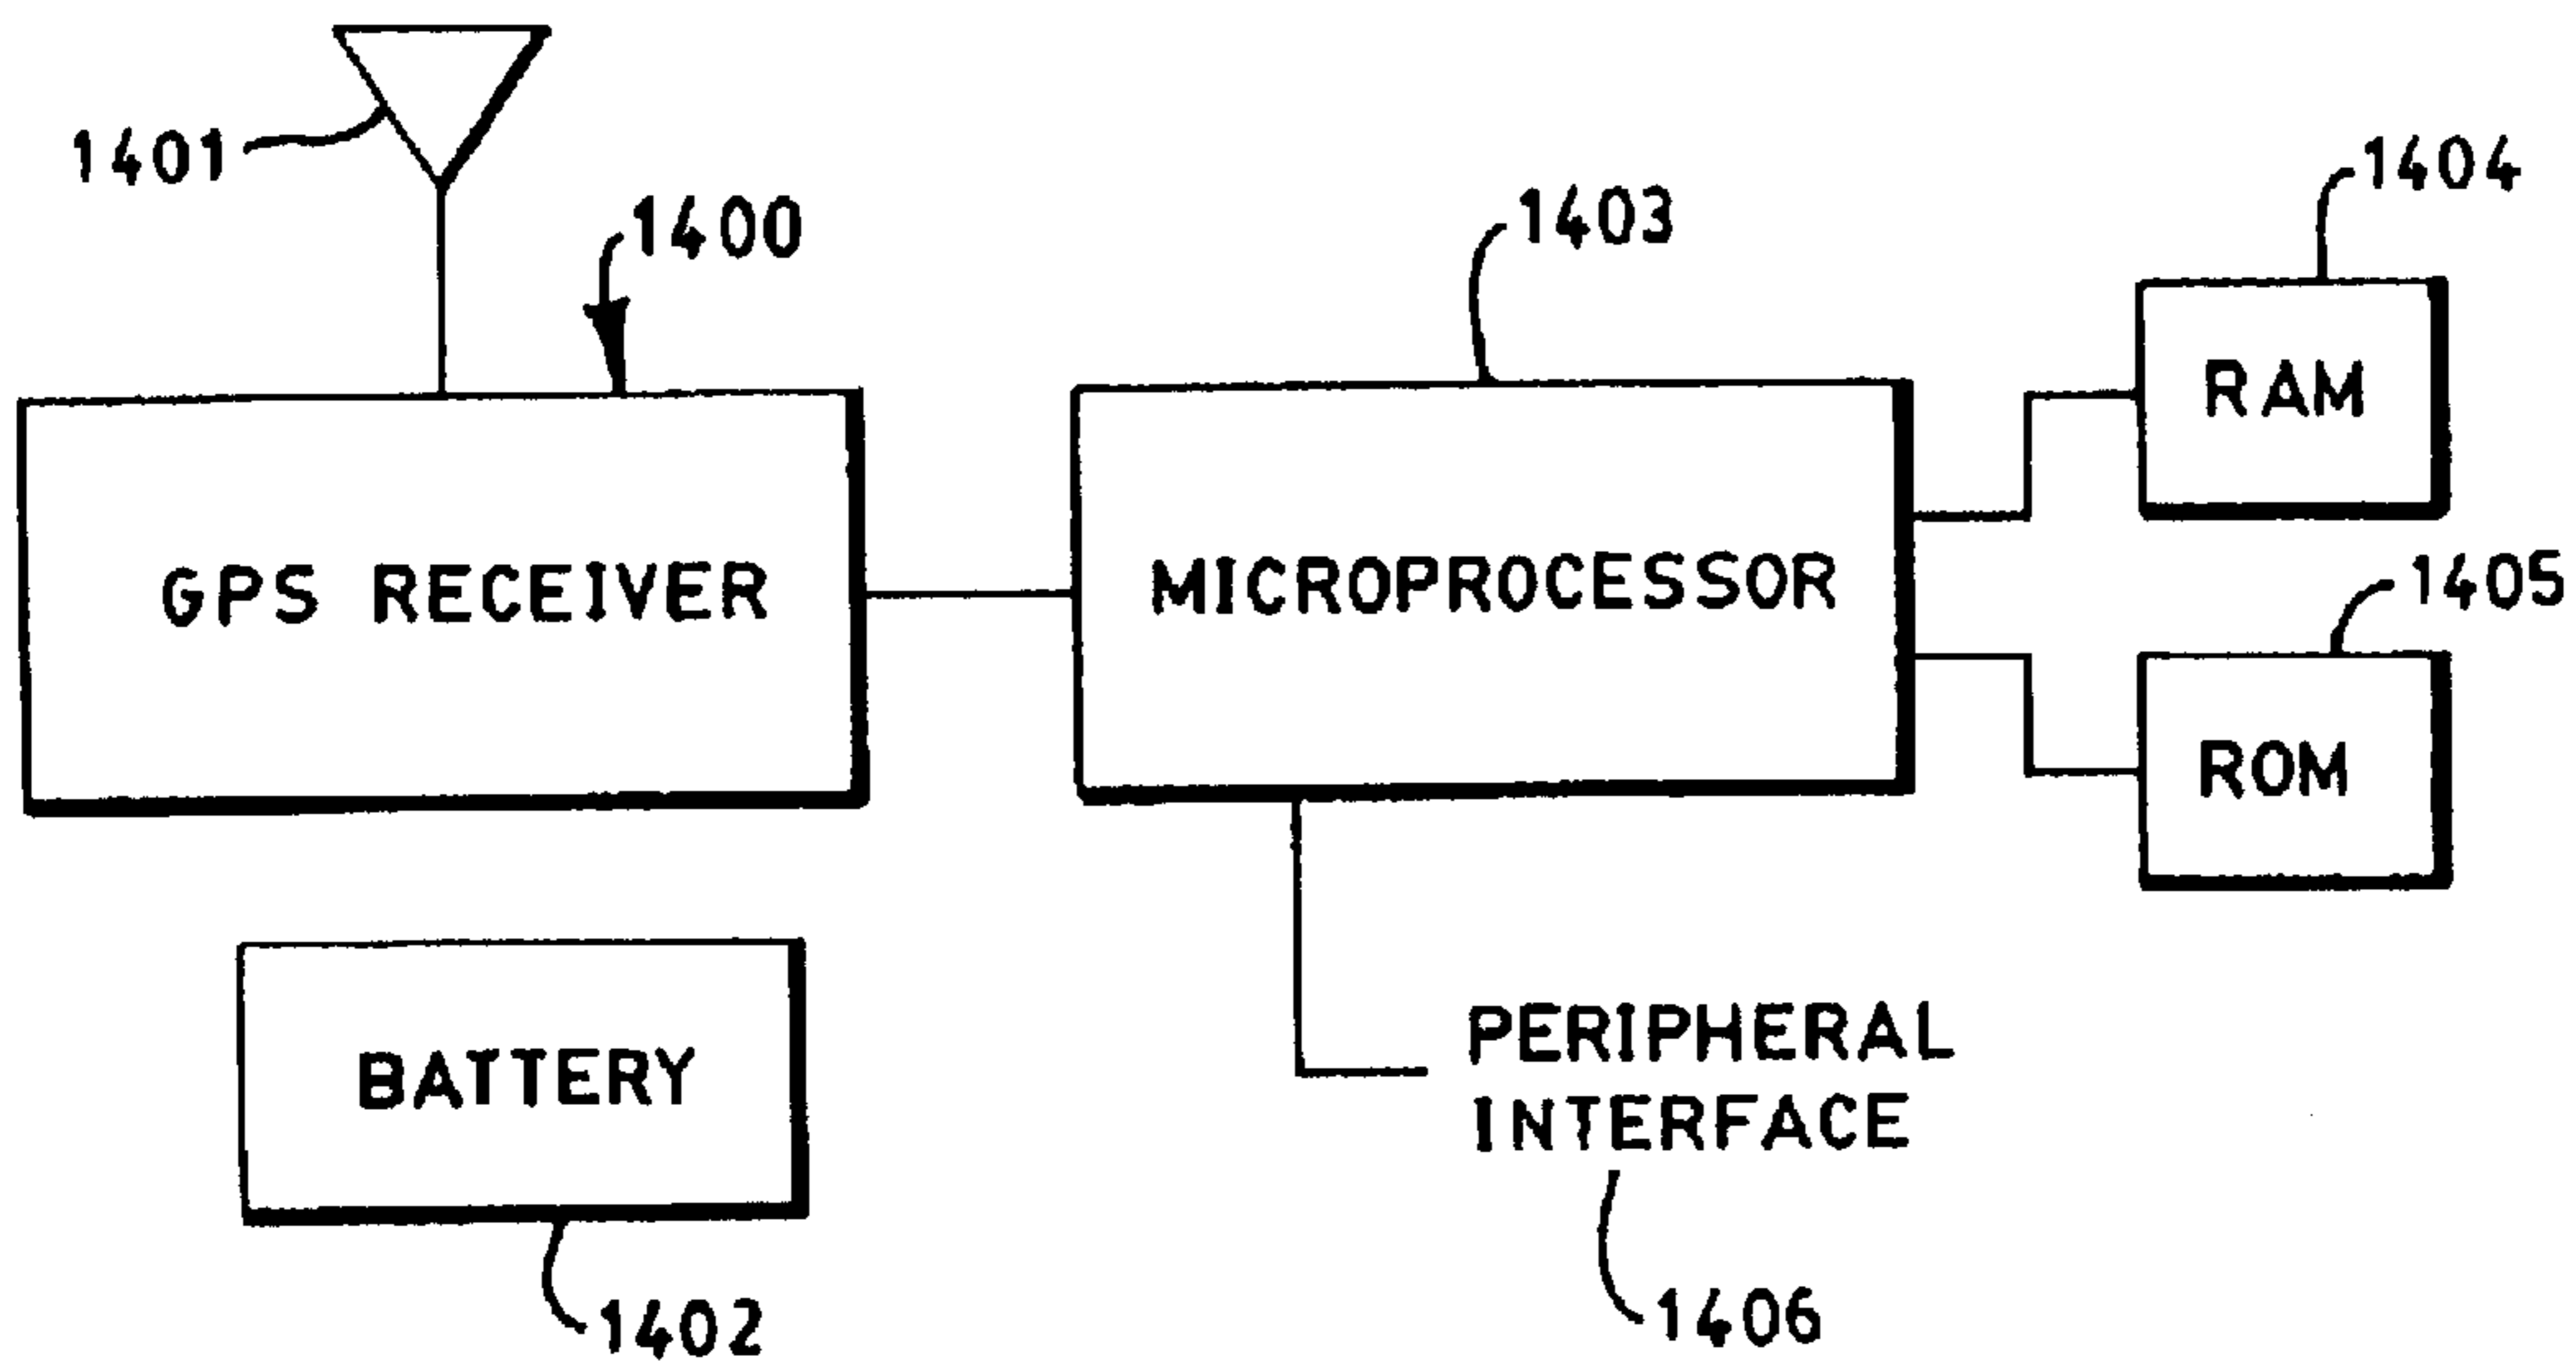 1401
1400
1403
1404
RAM
GPS RECEIVER
MICROPROCESSOR
1405
ROM
BATTERY
PERIPHERAL
INTERFACE
1402
1406